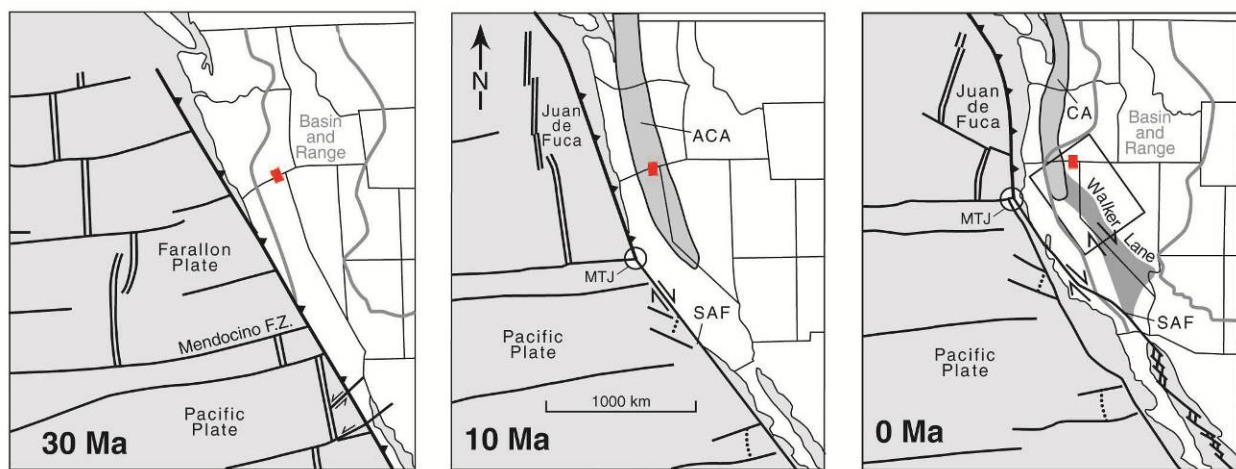 Basin
and
Range
Farallon
Plate
Mendocino F.Z.
Pacific
Plate
30 Ma
N
Juan
de
Fuca
ACA
MTJ
SAF
Pacific
Plate
1000 km
10 Ma
Juan
de
Fuca
CA
Basin
and
Range
MTJ
Walker
Lane
SAF
Pacific
Plate
0 Ma